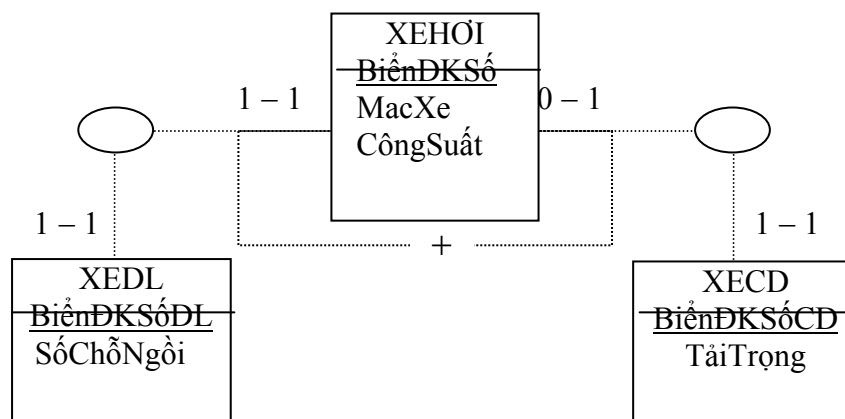 XEHƠI
BiểnĐKSố
1 – 1
0 – 1
MacXe
CôngSuất
1 – 1
+
1 – 1
XEDL
BiểnĐKSốDL
SốChỗNgồi
XECD
BiểnĐKSốCD
TảiTrọng